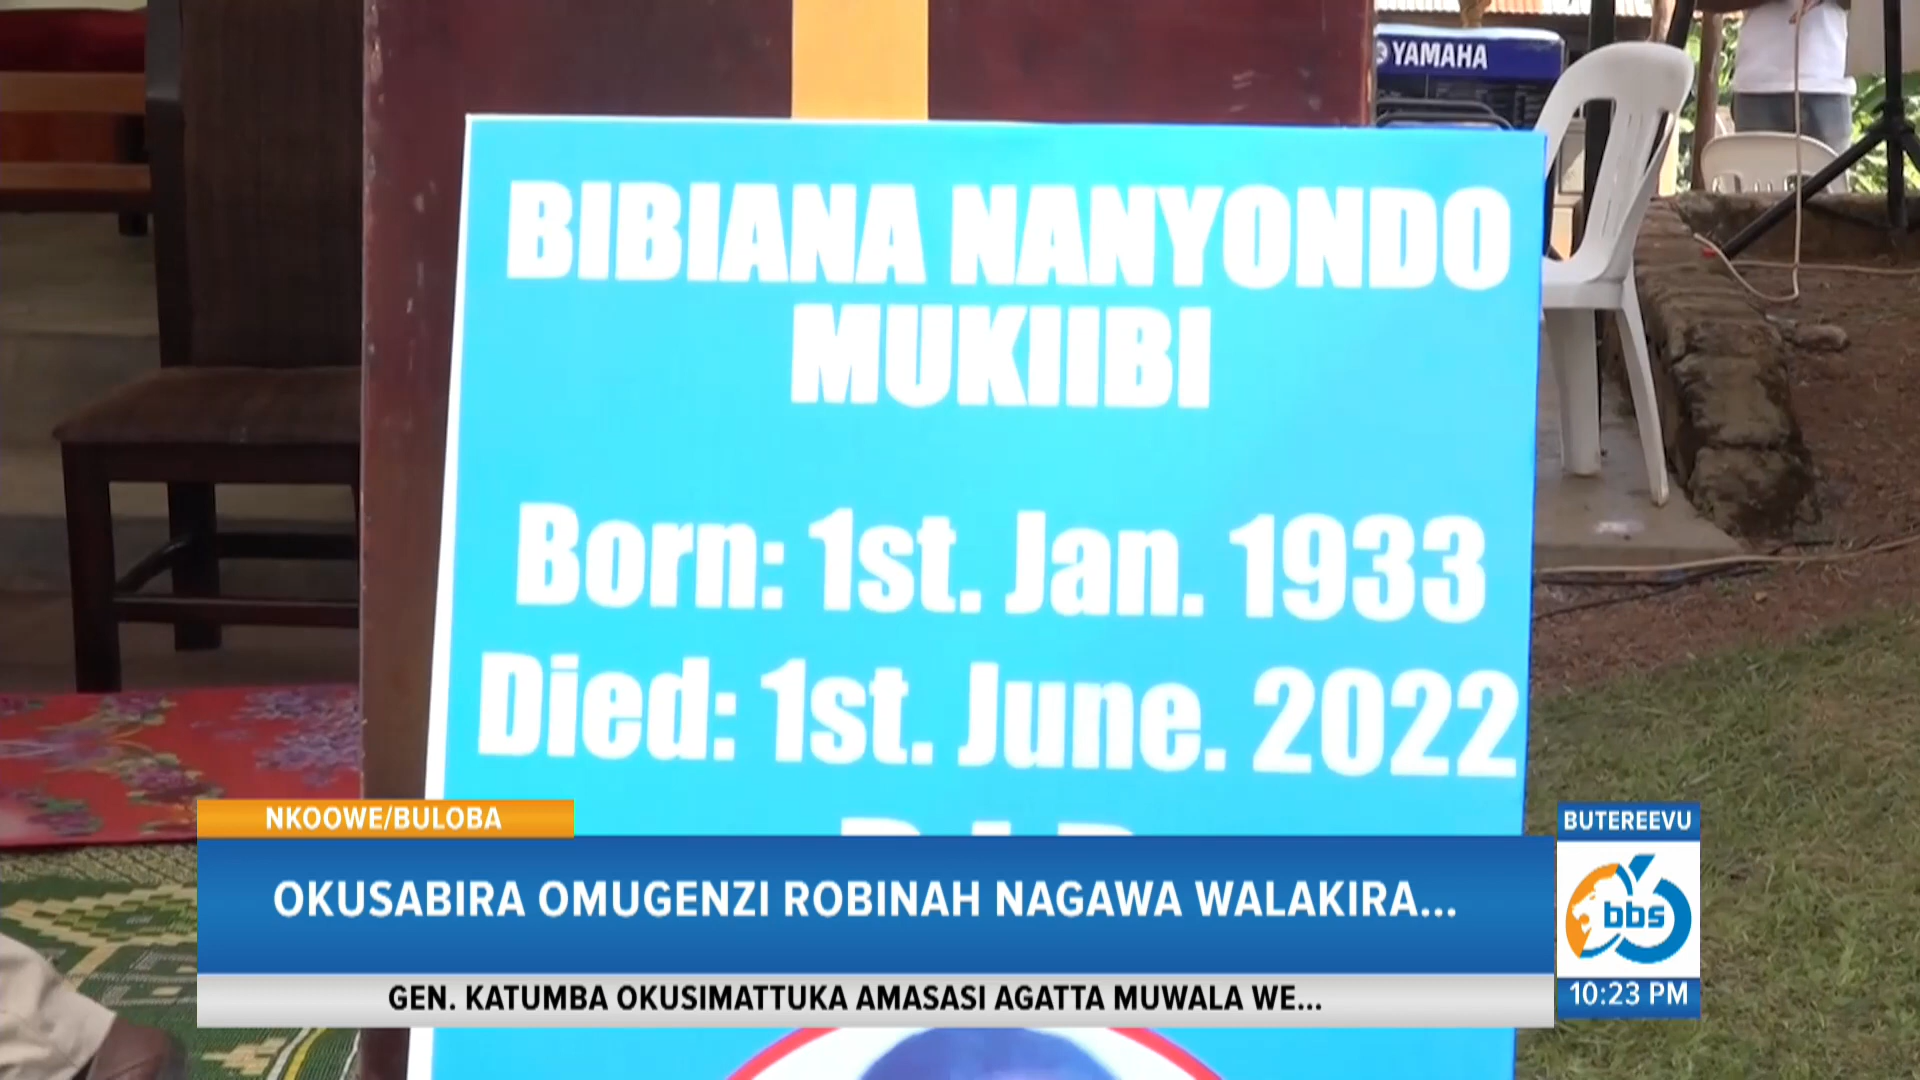 YAMAHA
BIBIANA NANYONDO
MUKIIBI
Born: 1st. Jan. 1933
Died: 1st. June. 2022
NKOOWE/BULOBA
OKUSABIRA OMUGENZI ROBINAH NAGAWA WALAKIRA...
GEN. KATUMBA OKUSIMATTUKA AMASASI AGATTA MUWALA WE...
BUTEREEVU
bbs
10:23 PM